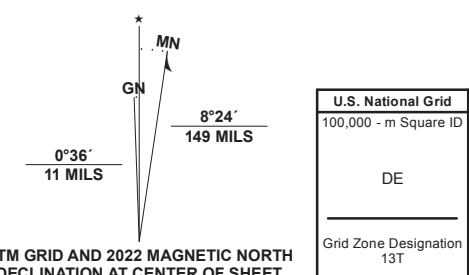 ★
MN
GN
8°24´
149 MILS
0°36´
11 MILS
TM GRID AND 2022 MAGNETIC NORTH
DECLINATION AT CENTER OF SHEET
U.S. National Grid
100,000 - m Square ID
DE
Grid Zone Designation
13T